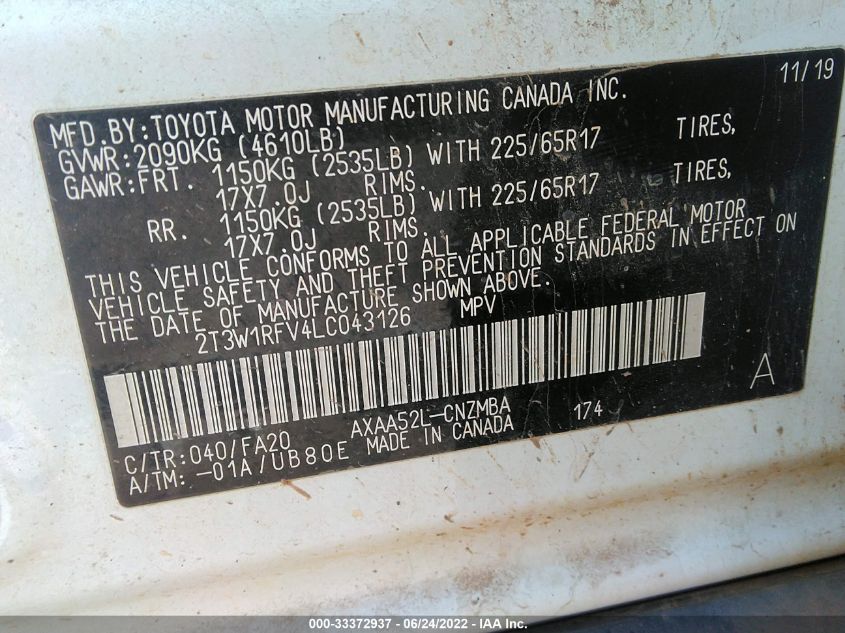 11/19
MFD.BY:TOYOTA MOTOR MANUFACTURING CANADA INC.
GVWR:2090KG (4610LB)
GAWR:FRT. 1150KG (2535LB) WITH 225/65R17 TIRES,
17X7.0J RIMS.
RR. 1150KG (2535LB) WITH 225/65R17 TIRES,
17X7.0J RIMS.
THIS VEHICLE CONFORMS TO ALL APPLICABLE FEDERAL MOTOR
VEHICLE SAFETY AND THEFT PREVENTION STANDARDS IN EFFECT ON
THE DATE OF MANUFACTURE SHOWN ABOVE.
2T3W1RFV4LC043126 MPV
A
C/TR:040/FA20 AXAA52L-CNZMBA 174
A/TM:-01A/UB80E MADE IN CANADA
000-33372937 - 06/24/2022 - IAA Inc.